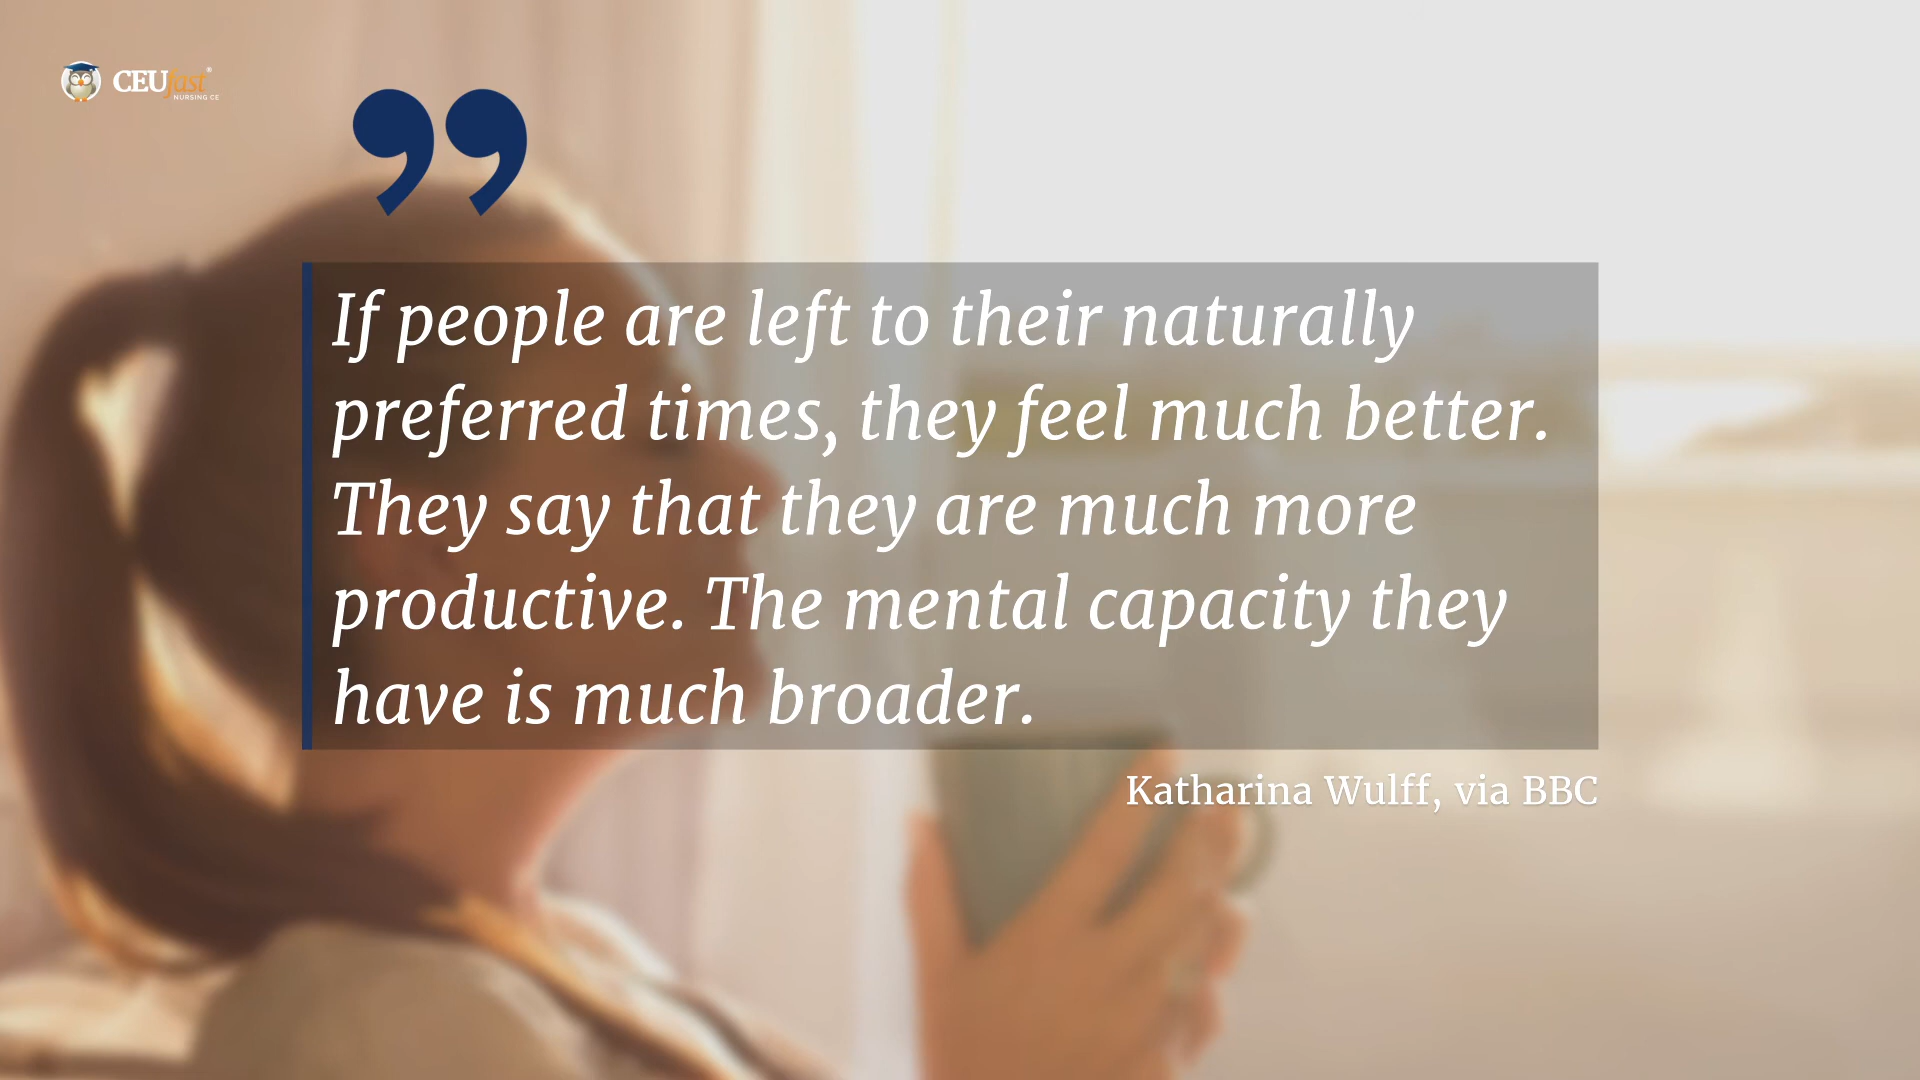 CEUfast®
NURSING CE
”
If people are left to their naturally
preferred times, they feel much better.
They say that they are much more
productive. The mental capacity they
have is much broader.
Katharina Wulff, via BBC